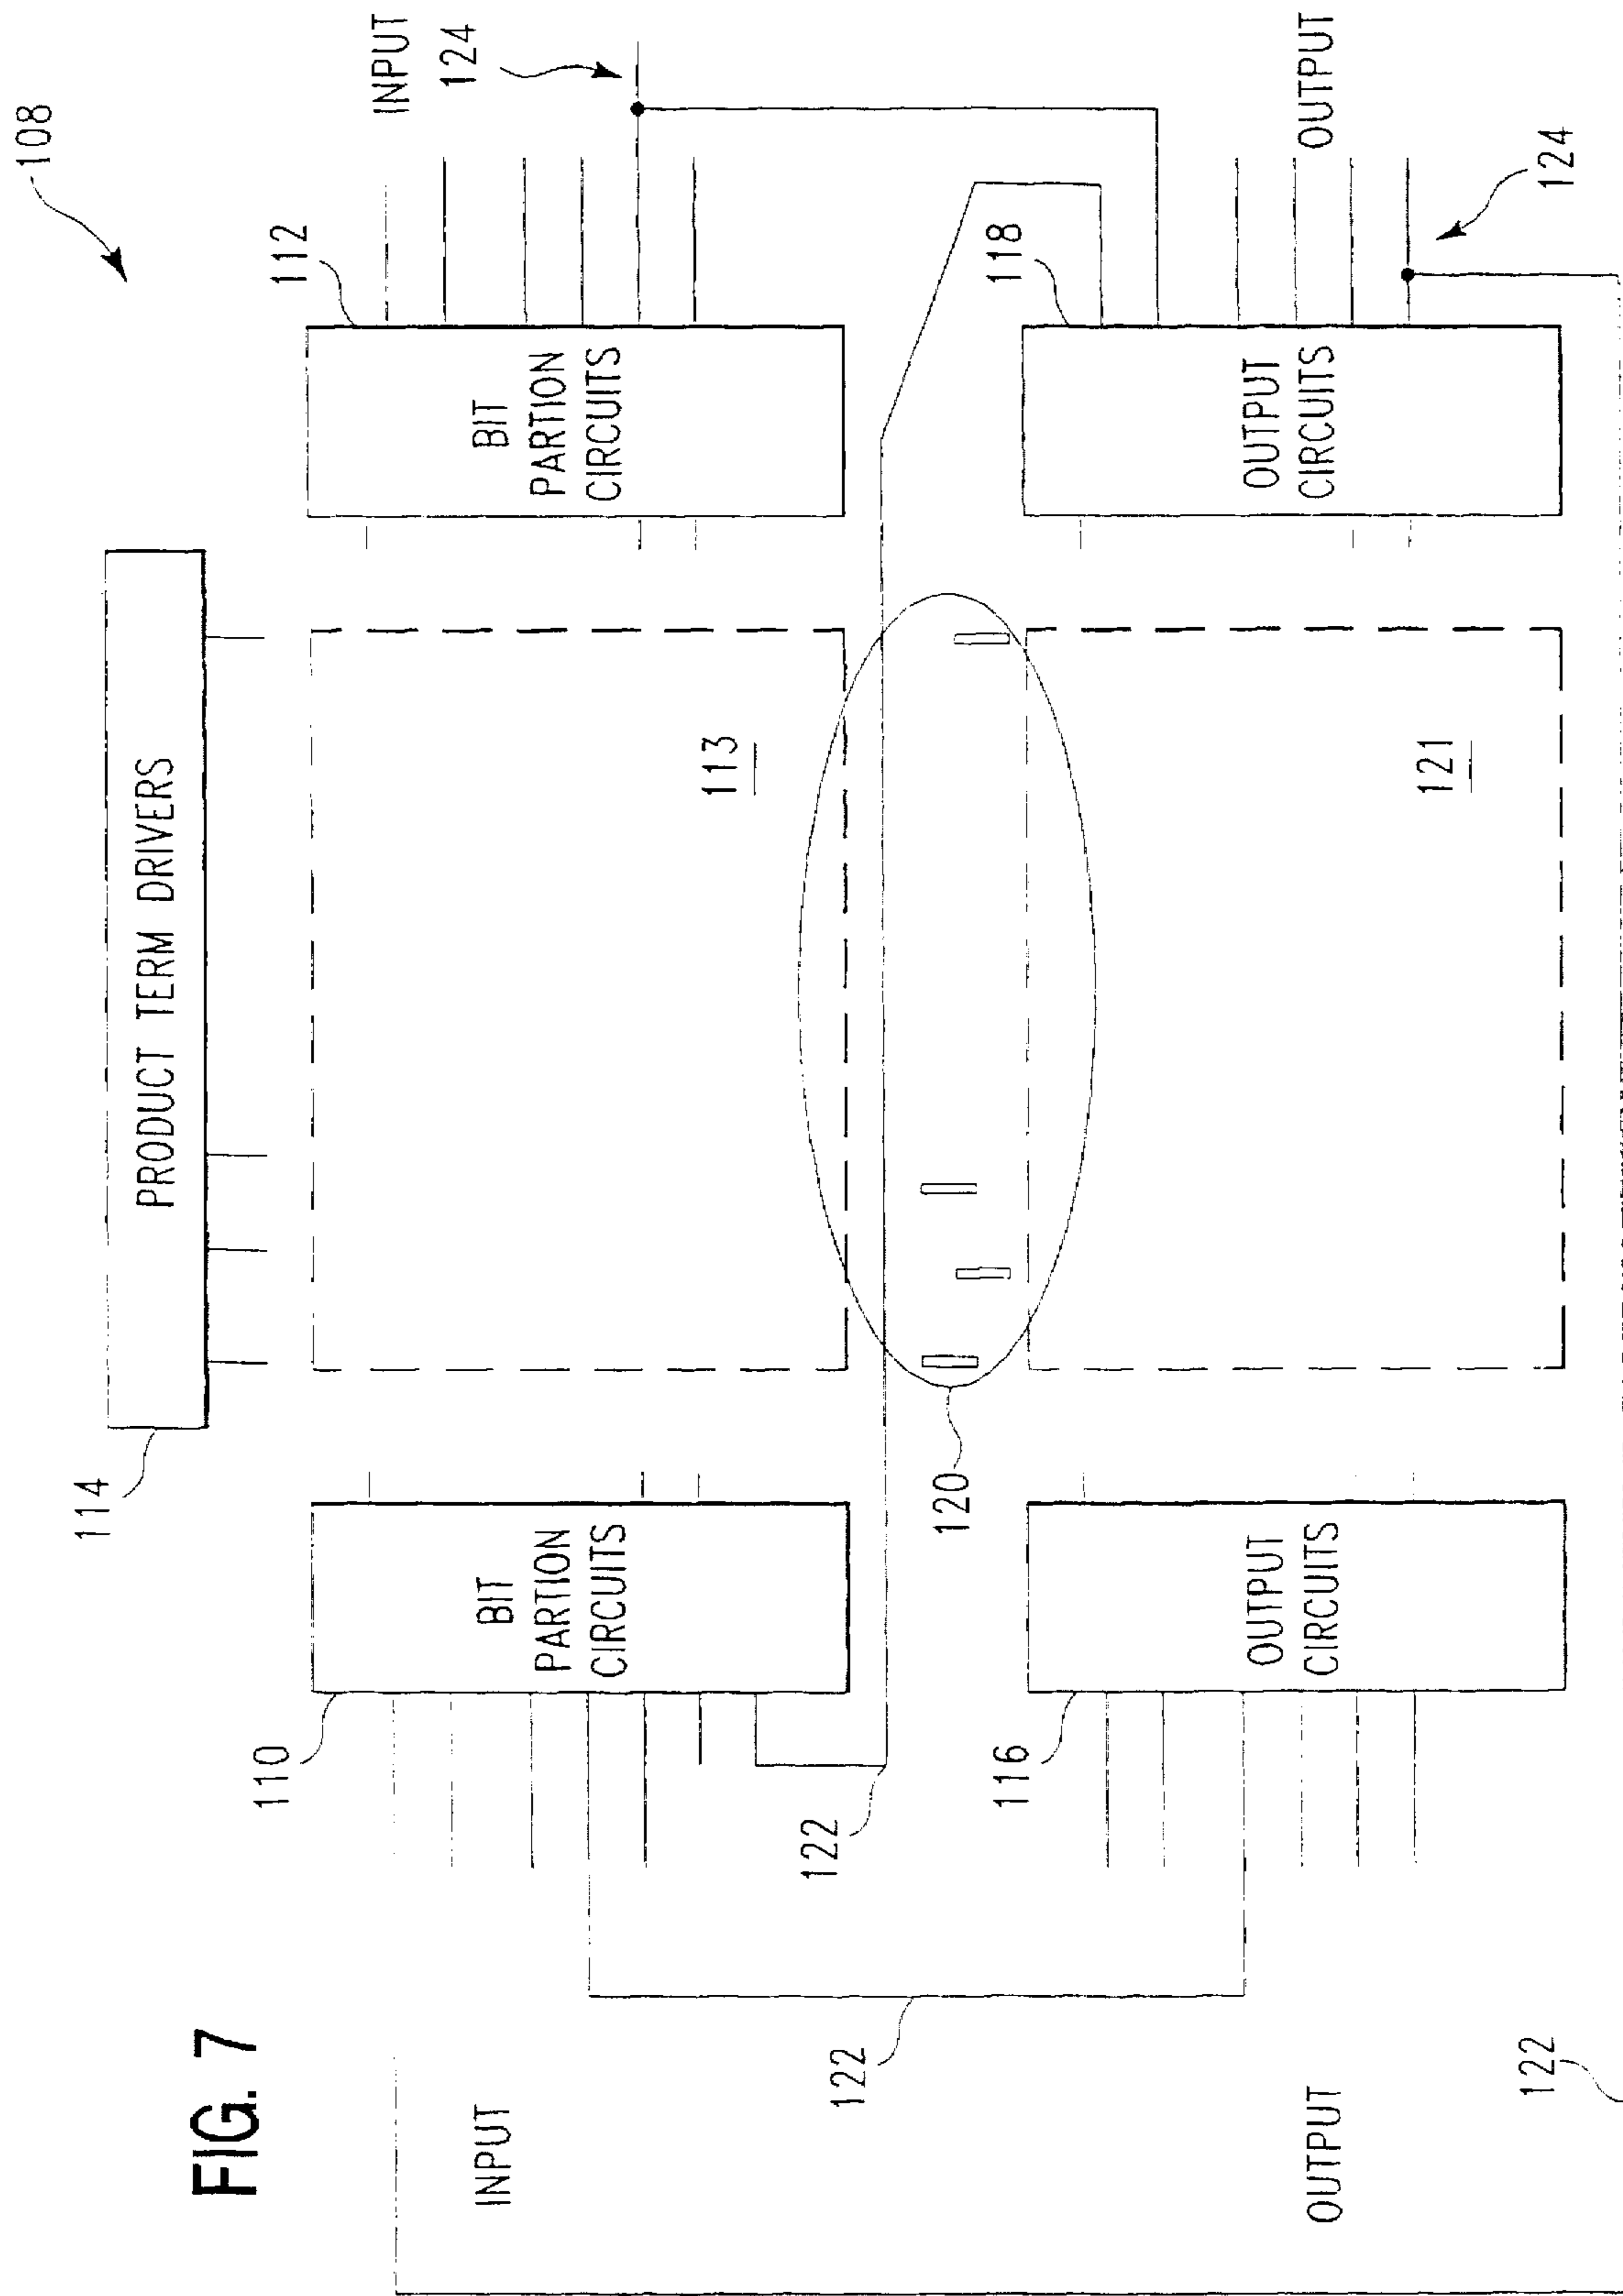 FIG. 7
108
114
PRODUCT TERM DRIVERS
110
BIT
PARTION
CIRCUITS
112
BIT
PARTION
CIRCUITS
INPUT
INPUT
124
113
122
122
120
116
OUTPUT
CIRCUITS
118
OUTPUT
CIRCUITS
121
OUTPUT
OUTPUT
124
122